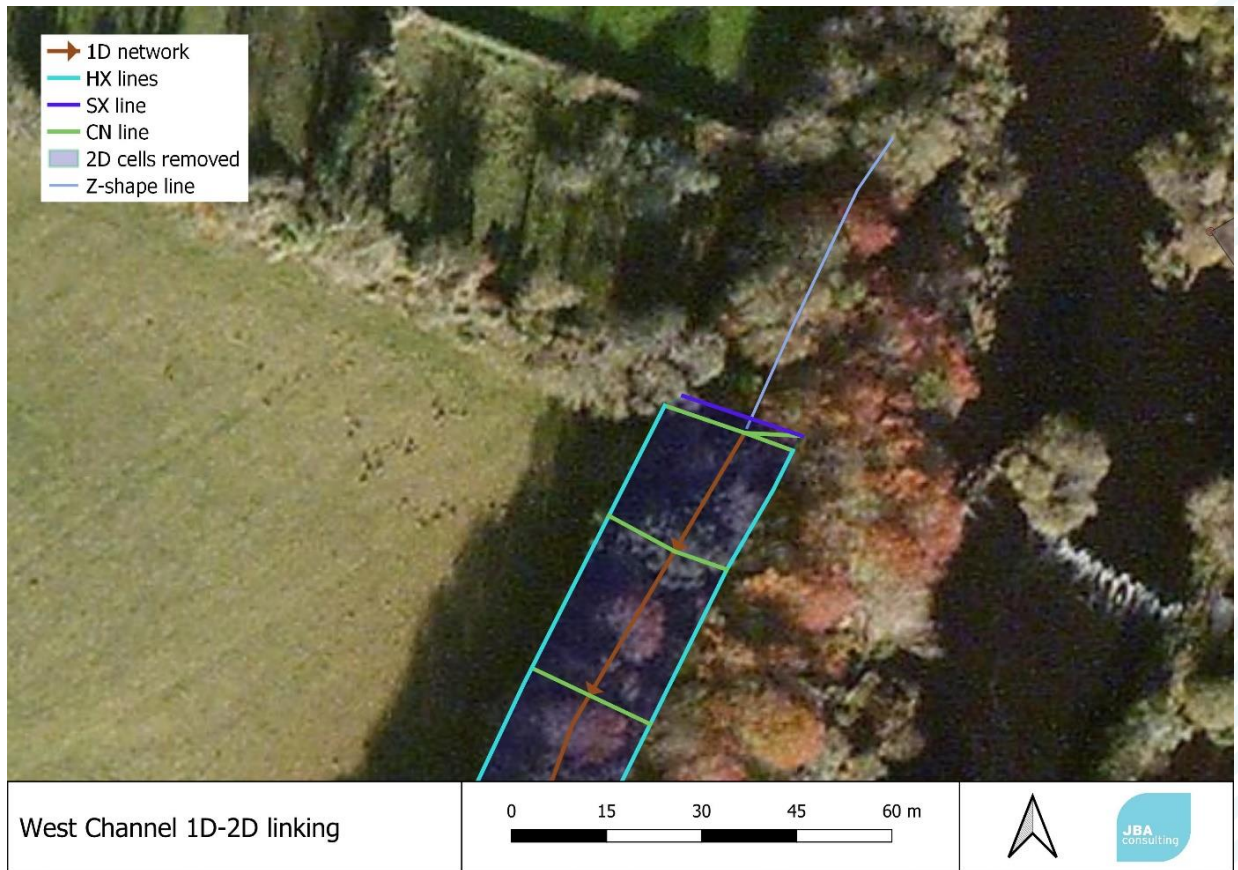 1D network
HX lines
SX line
CN line
2D cells removed
Z-shape line
West Channel 1D-2D linking
0 15 30 45 60 m
JBA
consulting